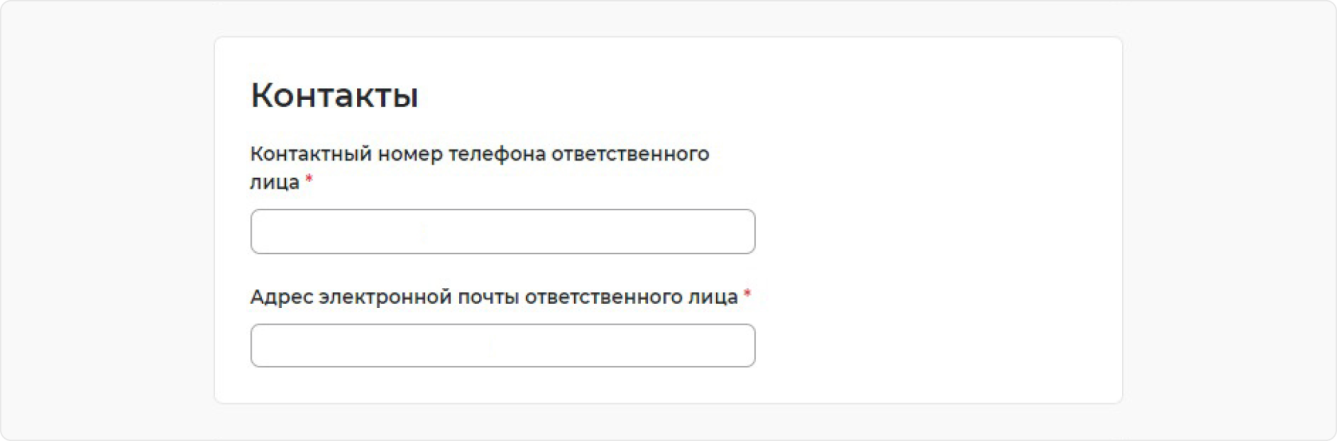 Контакты
Контактный номер телефона ответственного
лица *
Адрес электронной почты ответственного лица *